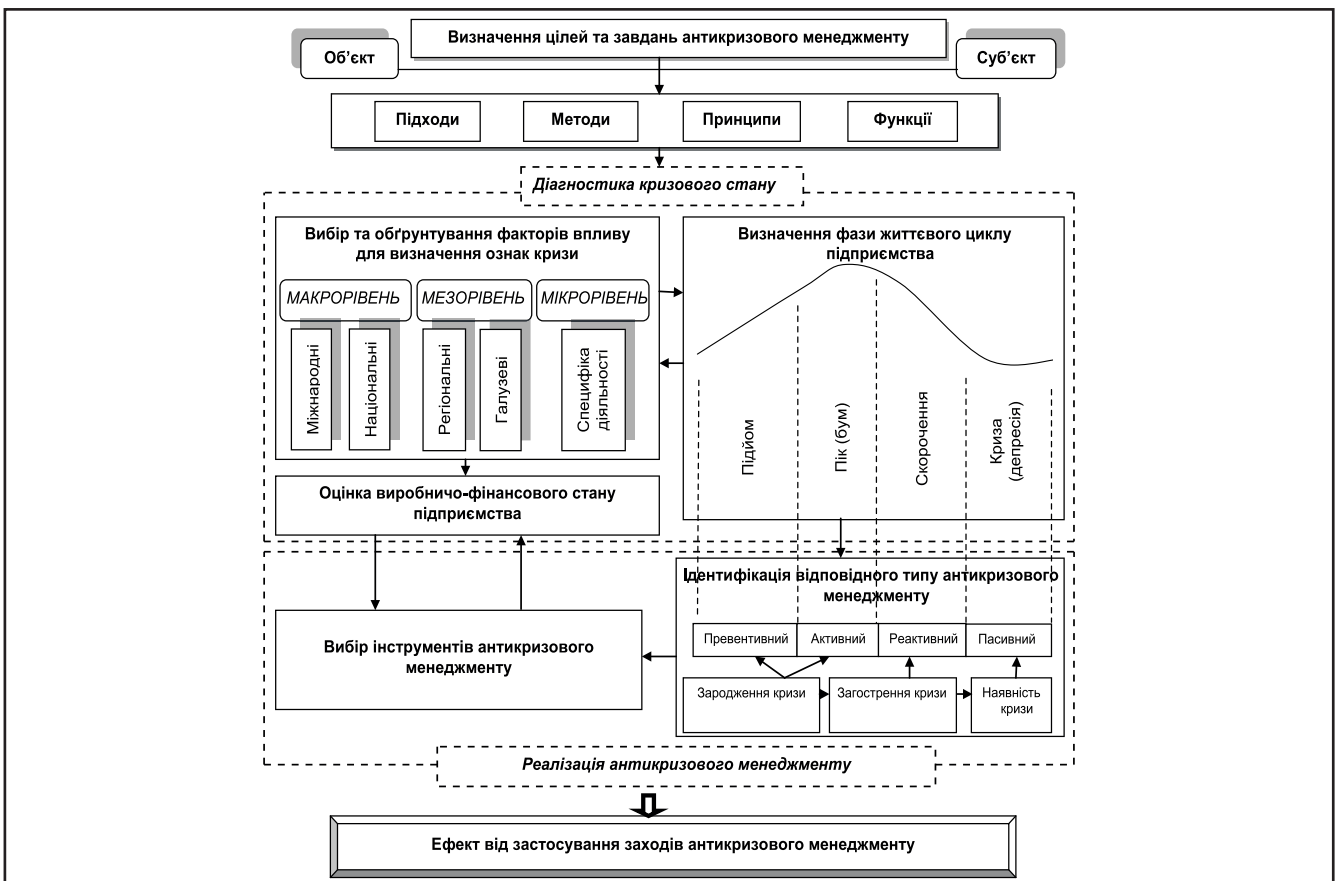 Визначення цілей та завдань антикризового менеджменту
Об’єкт
Суб’єкт
Підходи
Методи
Принципи
Функції
Діагностика кризового стану
Вибір та обґрунтування факторів впливу
для визначення ознак кризи
МАКРОРІВЕНЬ
МЕЗОРІВЕНЬ
МІКРОРІВЕНЬ
Міжнародні
Національні
Регіональні
Галузеві
Специфіка
діяльності
Визначення фази життєвого циклу
підприємства
Підйом
Пік (бум)
Скорочення
Криза
(депресія)
Оцінка виробничо-фінансового стану
підприємства
Ідентифікація відповідного типу антикризового
менеджменту
Превентивний
Активний
Реактивний
Пасивний
Зародження кризи
Загострення кризи
Наявність
кризи
Вибір інструментів антикризового
менеджменту
Реалізація антикризового менеджменту
Ефект від застосування заходів антикризового менеджменту